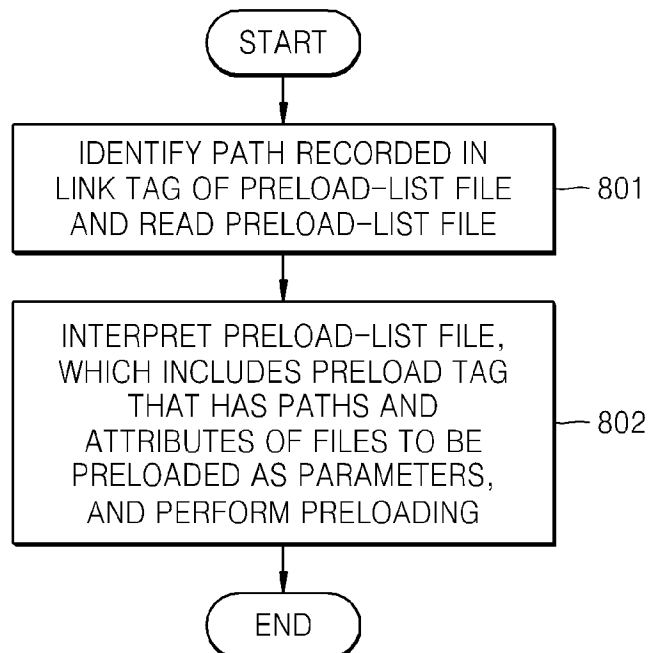 START
IDENTIFY PATH RECORDED IN
LINK TAG OF PRELOAD-LIST FILE
AND READ PRELOAD-LIST FILE
801
INTERPRET PRELOAD-LIST FILE,
WHICH INCLUDES PRELOAD TAG
THAT HAS PATHS AND
ATTRIBUTES OF FILES TO BE
PRELOADED AS PARAMETERS,
AND PERFORM PRELOADING
802
END